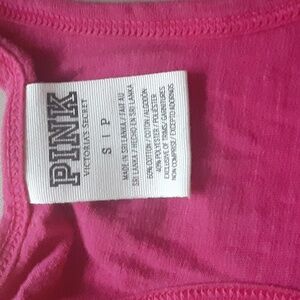 PINK
VICTORIA'S SECRET
S | P
MADE IN SRI LANKA / FAIT AU
SRI LANKA / HECHO EN SRI LANKA
60% COTTON / COTON / ALGODÓN
40% POLYESTER / POLIESTER
EXCLUSIVE OF TRIMS / GARNITURES
NON COMPRISE / EXCEPTO ADORNOS